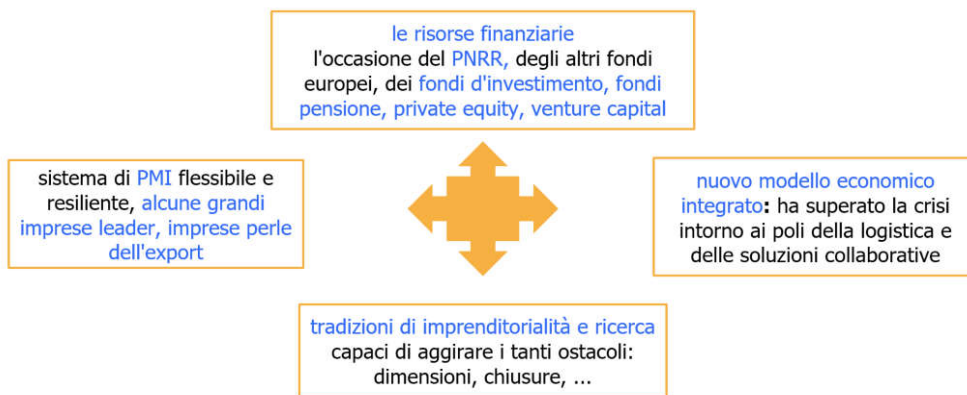 le risorse finanziarie
l'occasione del PNRR, degli altri fondi
europei, dei fondi d'investimento, fondi
pensione, private equity, venture capital
sistema di PMI flessibile e
resiliente, alcune grandi
imprese leader, imprese perle
dell'export
nuovo modello economico
integrato: ha superato la crisi
intorno ai poli della logistica e
delle soluzioni collaborative
tradizioni di imprenditorialità e ricerca
capaci di aggirare i tanti ostacoli:
dimensioni, chiusure, ...